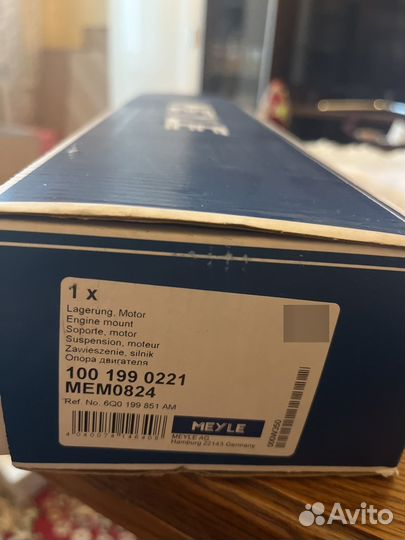 1 x
Lagerung, Motor
Engine mount
Soporte, motor
Suspension, moteur
Zawieszenie, silnik
Опора двигателя
100 199 0221
MEM0824
Ref. No. 6Q0 199 851 AM
MEYLE
MEYLE AG
Hamburg 22143 Germany
Avito